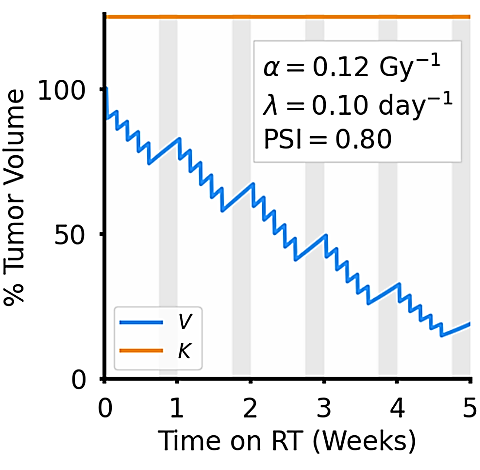 % Tumor Volume
100
50
0
α = 0.12 Gy⁻¹
λ = 0.10 day⁻¹
PSI = 0.80
V
K
0 1 2 3 4 5
Time on RT (Weeks)